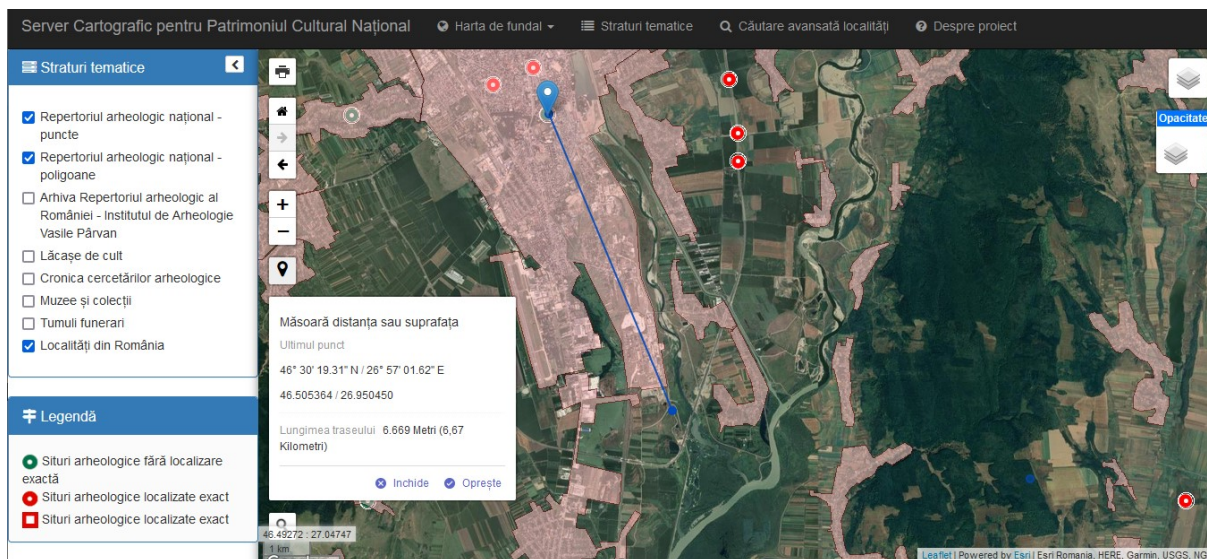 Server Cartografic pentru Patrimoniul Cultural Național
Harta de fundal
Straturi tematice
Căutare avansată localități
Despre proiect
Straturi tematice
Repertoriul arheologic național -
puncte
Repertoriul arheologic național -
poligoane
Arhiva Repertoriul arheologic al
României - Institutul de Arheologie
Vasile Pârvan
Lăcașe de cult
Cronica cercetărilor arheologice
Muzee și colecții
Tumuli funerari
Localități din România
Legendă
Situri arheologice fără localizare
exactă
Situri arheologice localizate exact
Situri arheologice localizate exact
Opacitate
Măsoară distanța sau suprafața
Ultimul punct
46° 30' 19.31" N / 26° 57' 01.62" E
46.505364 / 26.950450
Lungimea traseului 6.669 Metri (6,67
Kilometri)
Inchide
Oprește
46.49272 : 27.04747
1 km
Leaflet | Powered by Esri | Esri Romania, HERE, Garmin, USGS, NG